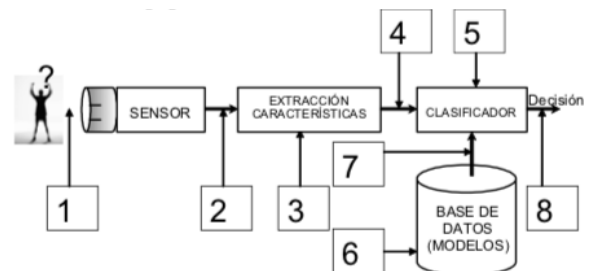 4
5
?
SENSOR
EXTRACCIÓN
CARACTERÍSTICAS
CLASIFICADOR
Decisión
1
2
3
7
6
BASE DE
DATOS
(MODELOS)
8